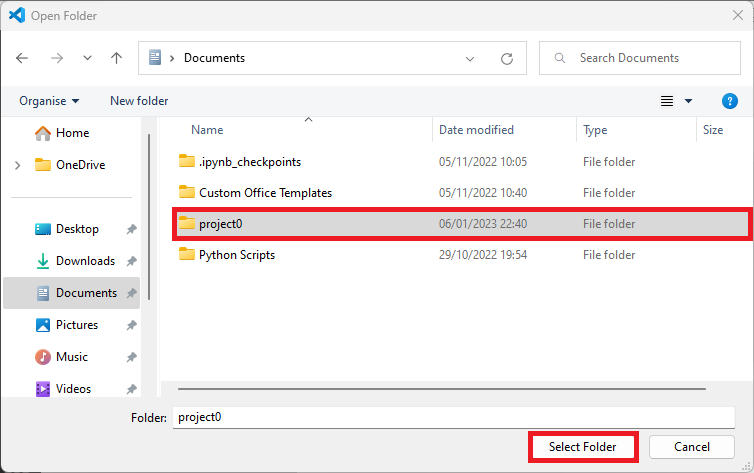 Open Folder
Documents
Search Documents
Organise New folder
Name Date modified Type Size
Home
OneDrive
Desktop
Downloads
Documents
Pictures
Music
Videos
.ipynb_checkpoints 05/11/2022 10:05 File folder
Custom Office Templates 05/11/2022 10:40 File folder
project0 06/01/2023 22:40 File folder
Python Scripts 29/10/2022 19:54 File folder
Folder: project0
Select Folder Cancel